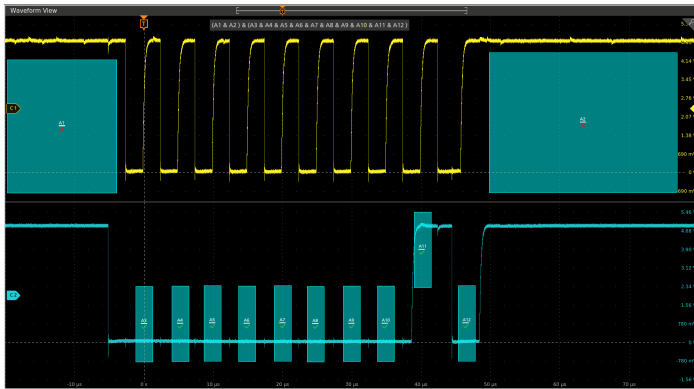 Waveform View
(A1 & A2 ) & (A3 & A4 & A5 & A6 & A7 & A8 & A9 & A10 & A11 & A12 )
T
4.14
3.45
2.76
2.07
1.38
690 m
0
690 m
C1
A1
A2
5.46
4.68
3.90
3.12
2.34
1.56
780 m
0
-780 m
-1.56
C2
A11
A3
A4
A5
A6
A7
A8
A9
A10
A12
-10 µs
0 s
10 µs
20 µs
30 µs
40 µs
50 µs
60 µs
70 µs